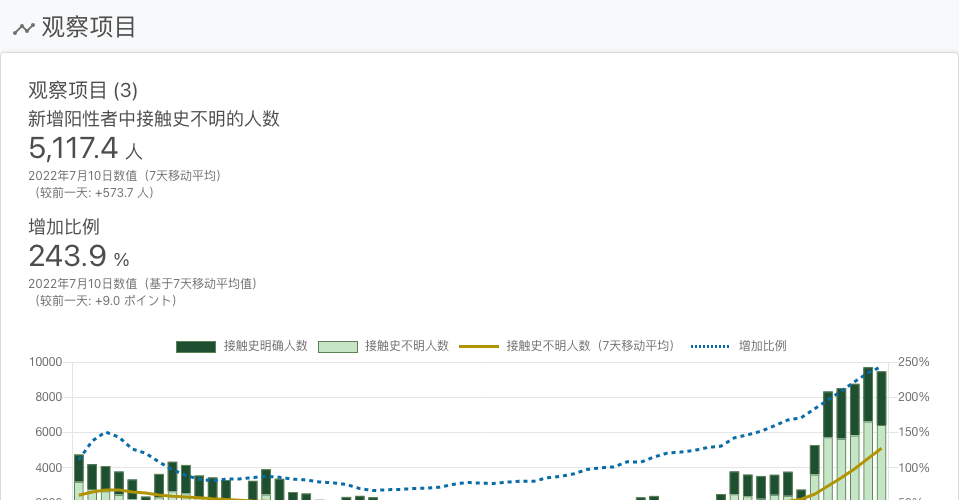 观察项目
观察项目 (3)
新增阳性者中接触史不明的人数
5,117.4 人
2022年7月10日数值（7天移动平均）
（较前一天: +573.7 人）
增加比例
243.9 %
2022年7月10日数值（基于7天移动平均值）
（较前一天: +9.0 ポイント）
接触史明确人数 接触史不明人数 接触史不明人数（7天移动平均） 增加比例
10000 250%
8000 200%
6000 150%
4000 100%